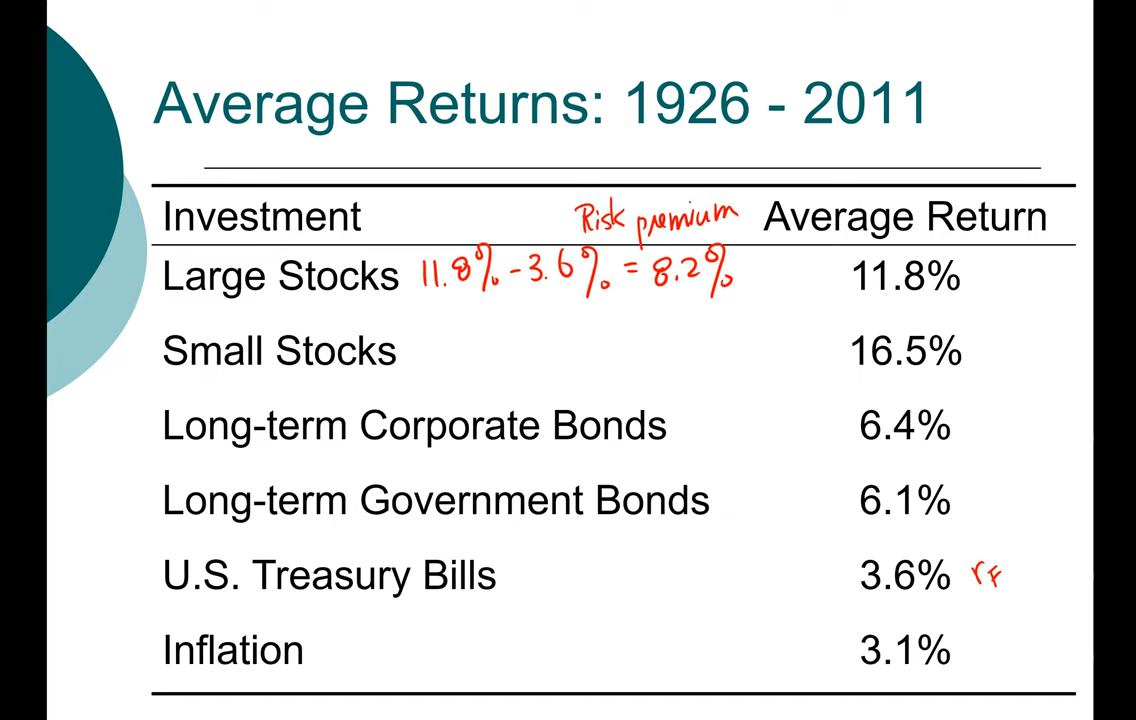 Average Returns: 1926 - 2011
Investment Risk premium Average Return
Large Stocks 11.8% - 3.6% = 8.2% 11.8%
Small Stocks 16.5%
Long-term Corporate Bonds 6.4%
Long-term Government Bonds 6.1%
U.S. Treasury Bills 3.6% rF
Inflation 3.1%